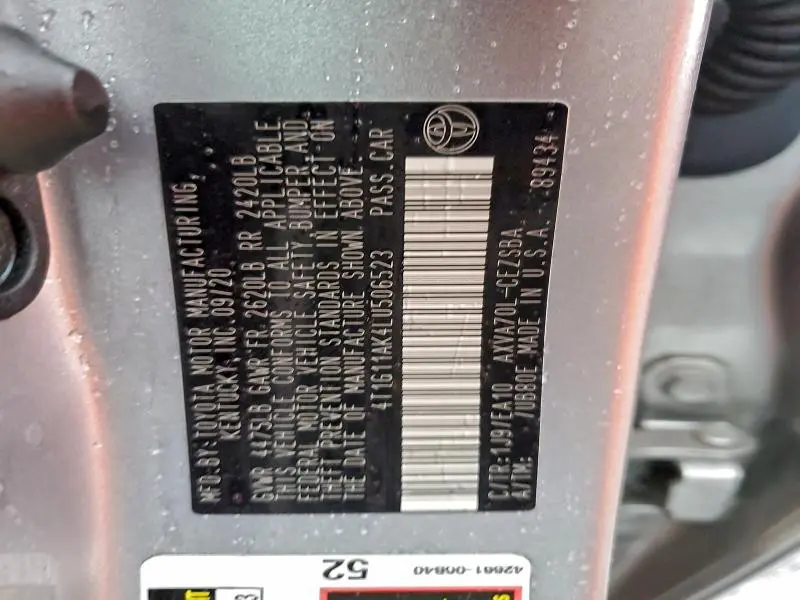 MFD.BY:TOYOTA MOTOR MANUFACTURING,
KENTUCKY, INC. 09/20
GVWR 4475LB GAWR FR 2620LB RR 2420LB
THIS VEHICLE CONFORMS TO ALL APPLICABLE
FEDERAL MOTOR VEHICLE SAFETY, BUMPER AND
THEFT PREVENTION STANDARDS IN EFFECT ON
THE DATE OF MANUFACTURE SHOWN ABOVE.
4T1G11AK4LU506523 PASS.CAR
C/TR:1J9/EA10 AXVA70L-CEZSBA
A/TM: /UB80E MADE IN U.S.A. 89434
52
42661-00B40